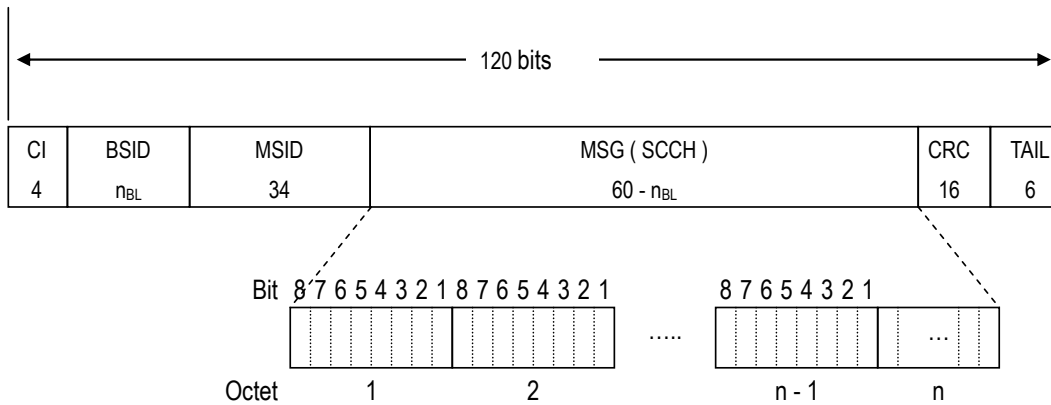 120 bits
CI BSID MSID MSG ( SCCH ) CRC TAIL
4 nBL 34 60 - nBL 16 6
Bit 8 7 6 5 4 3 2 1 8 7 6 5 4 3 2 1 8 7 6 5 4 3 2 1
..... ...
Octet 1 2 n - 1 n